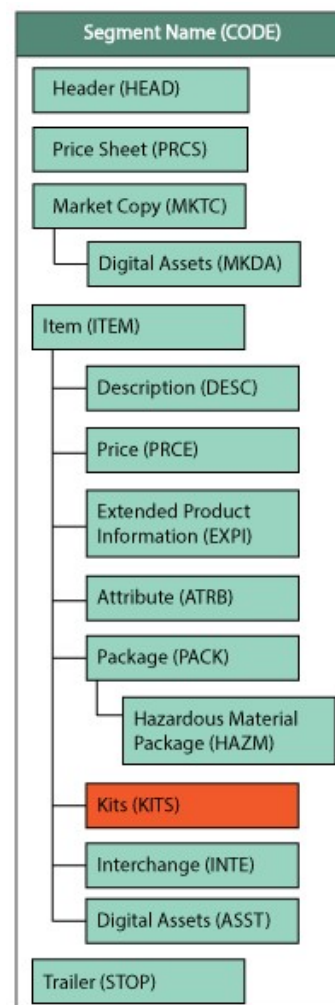 Segment Name (CODE)
Header (HEAD)
Price Sheet (PRCS)
Market Copy (MKTC)
Digital Assets (MKDA)
Item (ITEM)
Description (DESC)
Price (PRCE)
Extended Product
Information (EXPI)
Attribute (ATRB)
Package (PACK)
Hazardous Material
Package (HAZM)
Kits (KITS)
Interchange (INTE)
Digital Assets (ASST)
Trailer (STOP)